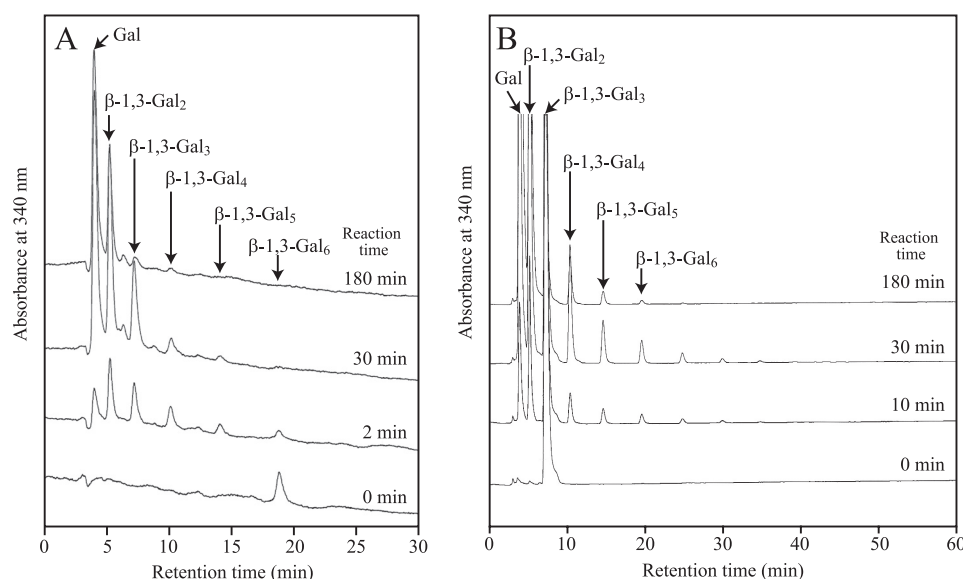 A
Gal
β-1,3-Gal₂
β-1,3-Gal₃
β-1,3-Gal₄
β-1,3-Gal₅
β-1,3-Gal₆
Reaction
time
180 min
30 min
2 min
0 min
Absorbance at 340 nm
0 5 10 15 20 25 30
Retention time (min)
B
β-1,3-Gal₂
Gal
β-1,3-Gal₃
β-1,3-Gal₄
β-1,3-Gal₅
β-1,3-Gal₆
Reaction
time
180 min
30 min
10 min
0 min
Absorbance at 340 nm
0 10 20 30 40 50 60
Retention time (min)